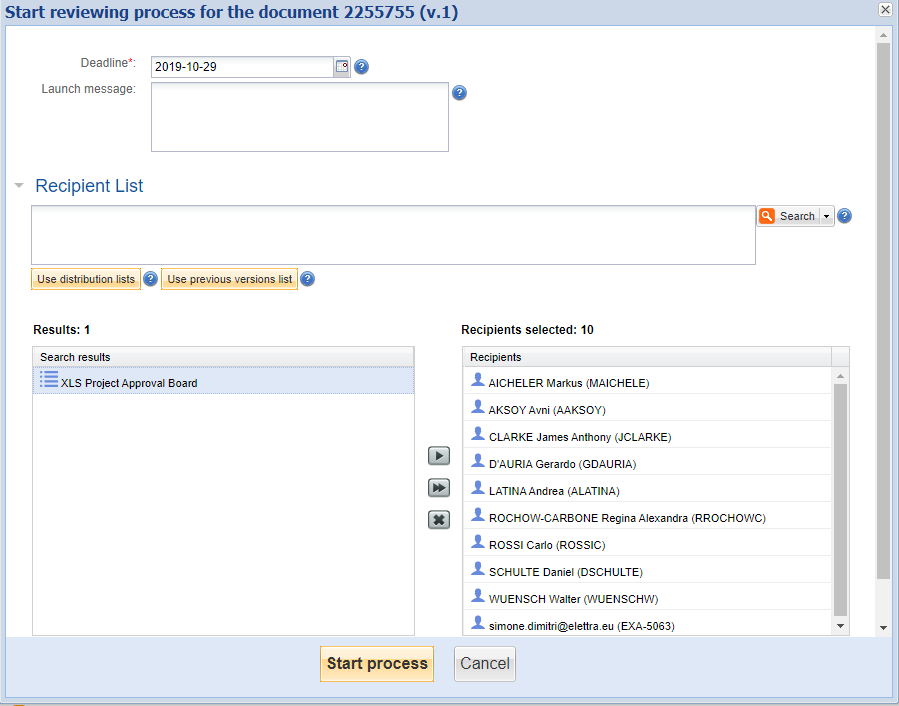 Start reviewing process for the document 2255755 (v.1)
Deadline*: 2019-10-29
Launch message:
Recipient List
Search
Use distribution lists Use previous versions list
Results: 1 Recipients selected: 10
Search results Recipients
XLS Project Approval Board AICHELER Markus (MAICHELE)
AKSOY Avni (AAKSOY)
CLARKE James Anthony (JCLARKE)
D'AURIA Gerardo (GDAURIA)
LATINA Andrea (ALATINA)
ROCHOW-CARBONE Regina Alexandra (RROCHOWC)
ROSSI Carlo (ROSSIC)
SCHULTE Daniel (DSCHULTE)
WUENSCH Walter (WUENSCHW)
simone.dimitri@elettra.eu (EXA-5063)
Start process Cancel